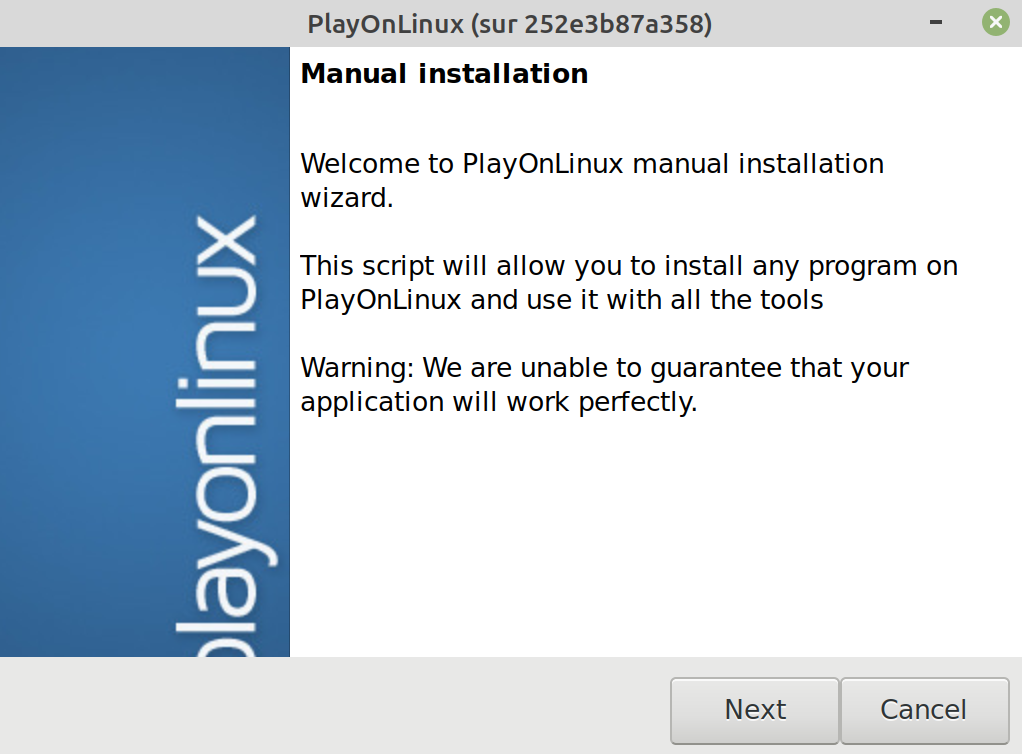 PlayOnLinux (sur 252e3b87a358)
Manual installation
Welcome to PlayOnLinux manual installation
wizard.
This script will allow you to install any program on
PlayOnLinux and use it with all the tools
Warning: We are unable to guarantee that your
application will work perfectly.
playonlinux
Next
Cancel